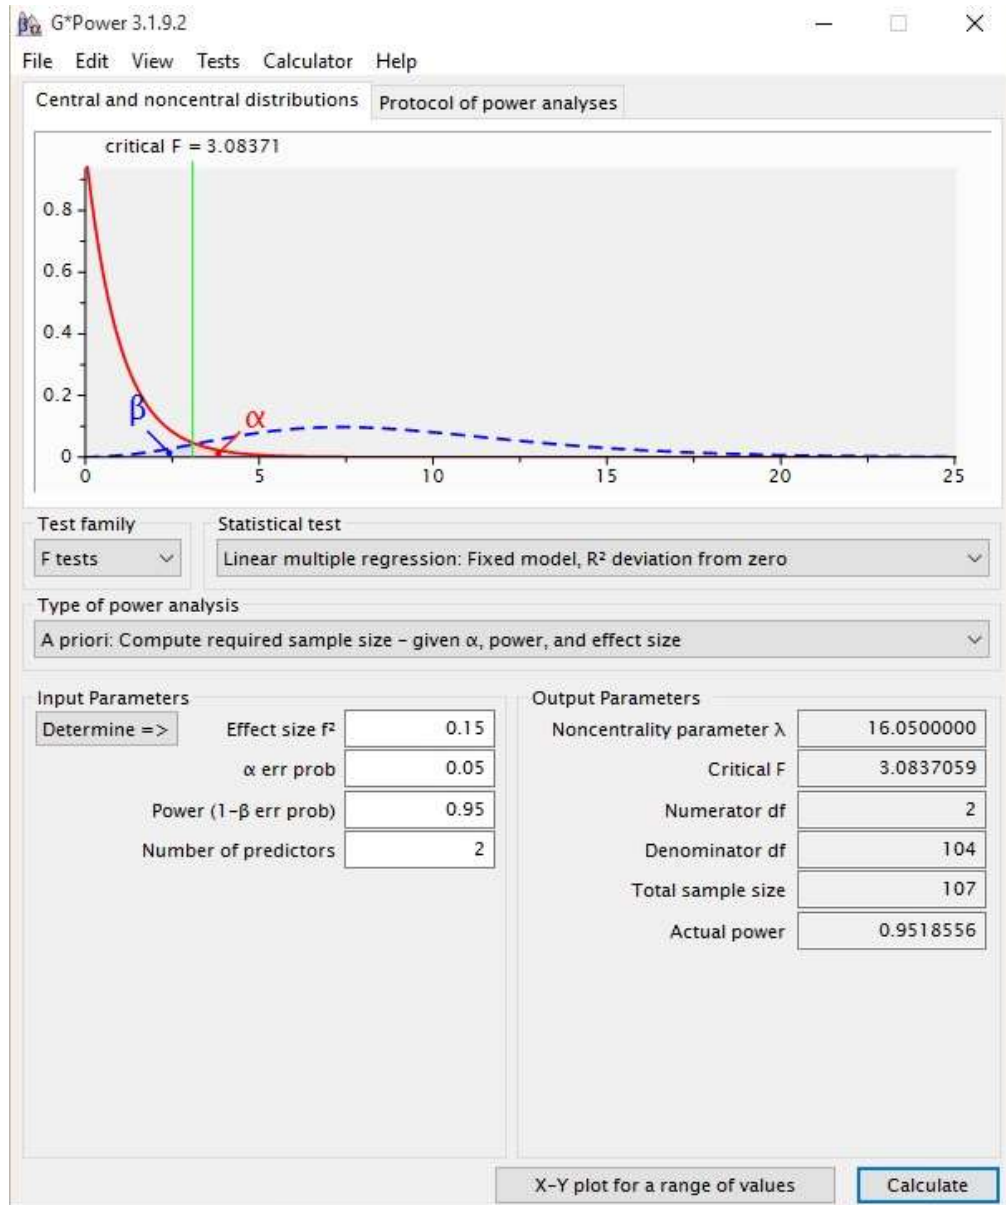 G*Power 3.1.9.2
File Edit View Tests Calculator Help
Central and noncentral distributions Protocol of power analyses
critical F = 3.08371
0.8
0.6
0.4
0.2
β α
0
0 5 10 15 20 25
Test family Statistical test
F tests Linear multiple regression: Fixed model, R² deviation from zero
Type of power analysis
A priori: Compute required sample size – given α, power, and effect size
Input Parameters Output Parameters
Determine => Effect size f² 0.15 Noncentrality parameter λ 16.0500000
α err prob 0.05 Critical F 3.0837059
Power (1–β err prob) 0.95 Numerator df 2
Number of predictors 2 Denominator df 104
Total sample size 107
Actual power 0.9518556
X–Y plot for a range of values Calculate